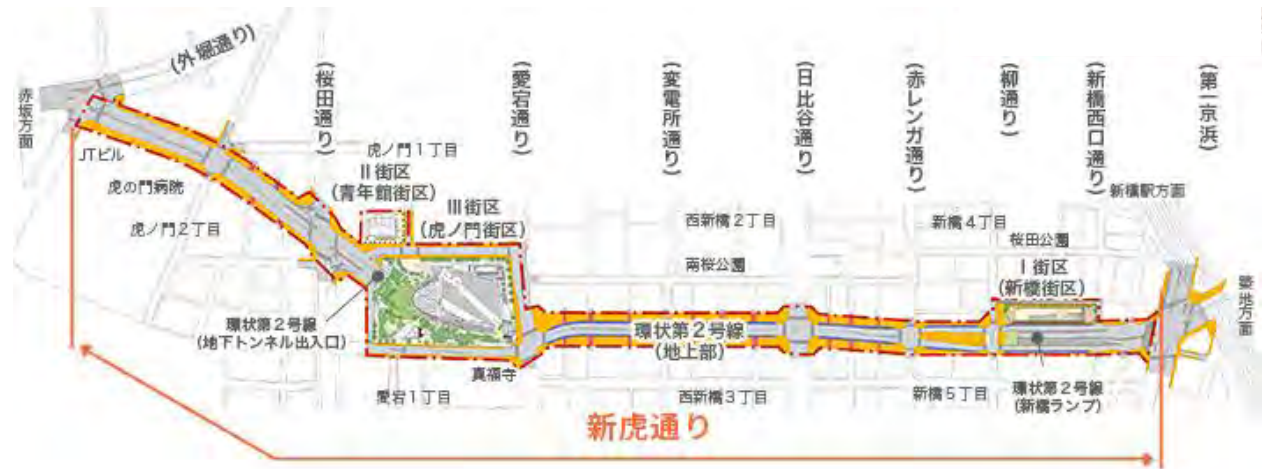 (外堀通り)
(桜田通り)
(愛宕通り)
(変電所通り)
(日比谷通り)
(赤レンガ通り)
(柳通り)
(新橋西口通り)
(第一京浜)
赤坂方面
JTビル
虎の門病院
虎ノ門2丁目
虎ノ門1丁目
Ⅱ街区
(青年館街区)
Ⅲ街区
(虎ノ門街区)
西新橋2丁目
南桜公園
新橋4丁目
桜田公園
新橋駅方面
Ⅰ街区
(新橋街区)
築地方面
環状第2号線
(地下トンネル出入口)
環状第2号線
(地上部)
環状第2号線
(新橋ランプ)
真福寺
愛宕1丁目
西新橋3丁目
新橋5丁目
新虎通り